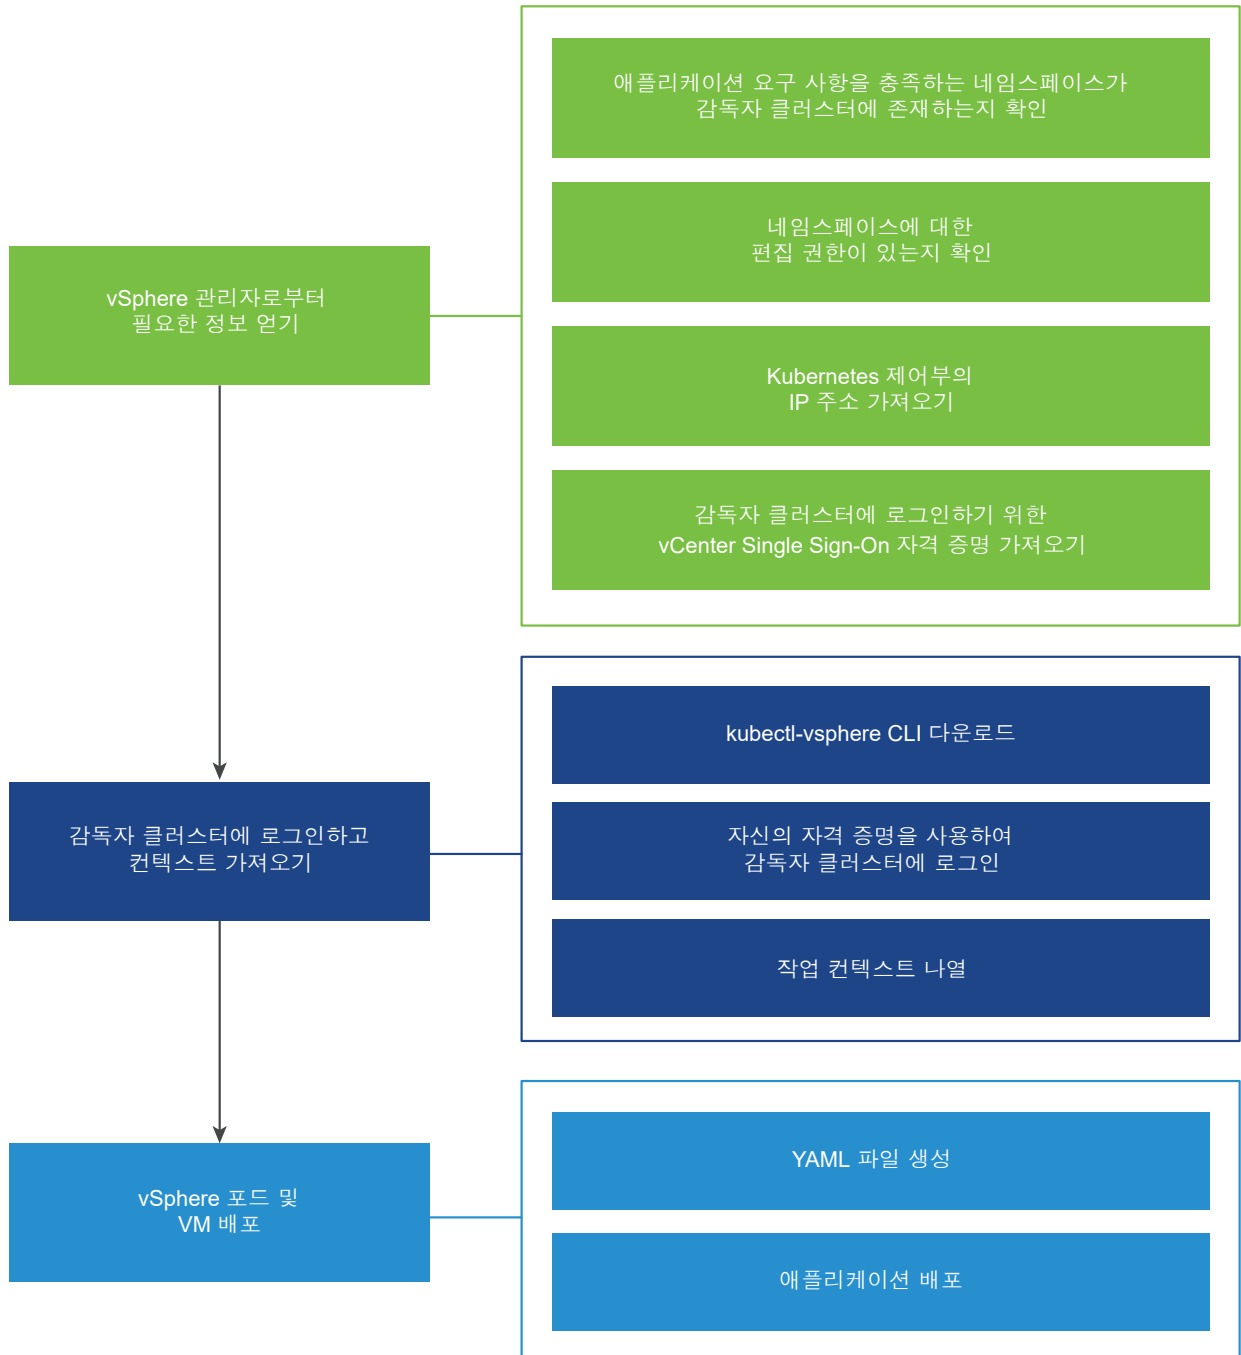 vSphere 관리자로부터
필요한 정보 얻기
애플리케이션 요구 사항을 충족하는 네임스페이스가
감독자 클러스터에 존재하는지 확인
네임스페이스에 대한
편집 권한이 있는지 확인
Kubernetes 제어부의
IP 주소 가져오기
감독자 클러스터에 로그인하기 위한
vCenter Single Sign-On 자격 증명 가져오기
감독자 클러스터에 로그인하고
컨텍스트 가져오기
kubectl-vsphere CLI 다운로드
자신의 자격 증명을 사용하여
감독자 클러스터에 로그인
작업 컨텍스트 나열
vSphere 포드 및
VM 배포
YAML 파일 생성
애플리케이션 배포